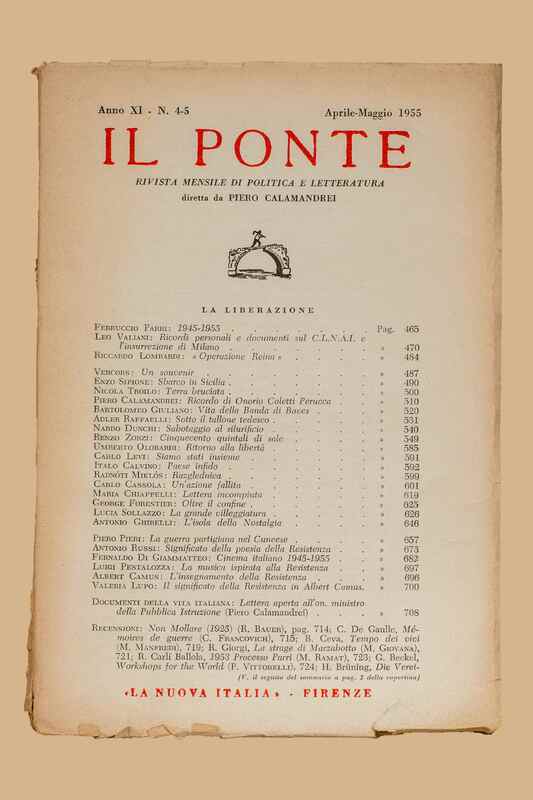 Anno XI - N. 4-5 Aprile-Maggio 1955
IL PONTE
RIVISTA MENSILE DI POLITICA E LETTERATURA
diretta da PIERO CALAMANDREI
LA LIBERAZIONE
FERRUCCIO PARRI: 1945-1955 . . . . . . . Pag. 465
LEO VALIANI: Ricordi personali e documenti sul C.L.N.A.I. e
l'insurrezione di Milano . . . . . . . » 470
RICCARDO LOMBARDI: « Operazione Reina » . . . . . » 484
VERCORS: Un souvenir . . . . . . . » 487
ENZO SIPIONE: Sbarco in Sicilia . . . . . . » 490
NICOLA TROILO: Terra bruciata . . . . . . » 500
PIERO CALAMANDREI: Ricordo di Onorio Coletti Perucca . . . » 510
BARTOLOMEO GIULIANO: Vita della Banda di Boves . . . » 520
ADLER RAFFAELLI: Sotto il tallone tedesco . . . . » 531
NARDO DUNCHI: Sabotaggio al silurificio . . . . » 540
RENZO ZORZI: Cinquecento quintali di sale . . . . » 549
UMBERTO OLOBARDI: Ritorno alla libertà . . . . » 585
CARLO LEVI: Siamo stati insieme . . . . . » 591
ITALO CALVINO: Paese infido . . . . . . » 592
RADNÓTI MIKLÓS: Razglednica . . . . . . » 599
CARLO CASSOLA: Un'azione fallita . . . . . » 601
MARIA CHIAPPELLI: Lettera incompiuta . . . . » 619
GEORGE FORESTIER: Oltre il confine . . . . . » 625
LUCIA SOLLAZZO: La grande villeggiatura . . . . » 626
ANTONIO GHIRELLI: L'isola della Nostalgia . . . . » 646
PIERO PIERI: La guerra partigiana nel Cuneese . . . . » 657
ANTONIO RUSSI: Significato della poesia della Resistenza . . » 673
FERNALDO DI GIAMMATTEO: Cinema italiano 1945-1955 . . » 682
LUIGI PESTALOZZA: La musica ispirata alla Resistenza . . » 697
ALBERT CAMUS: L'insegnamento della Resistenza . . . » 696
VALERIA LUPO: Il significato della Resistenza in Albert Camus. » 700
DOCUMENTI DELLA VITA ITALIANA: Lettera aperta all'on. ministro
della Pubblica Istruzione (Piero Calamandrei) . . . » 708
RECENSIONI: Non Mollare (1925) (R. BAUER), pag. 714; C. De Gaulle, Mé-
moires de guerre (C. FRANCOVICH), 715; B. Ceva, Tempo dei vivi
(M. MANFREDI), 719; R. Giorgi, La strage di Marzabotto (M. GIOVANA),
721; R. Carli Ballola, 1953 Processo Parri (M. RAMAT), 723; G. Beckel,
Workshops for the World (P. VITTORELLI), 724; H. Brüning, Die Verei-
(V. il seguito del sommario a pag. 2 della copertina)
«LA NUOVA ITALIA» - FIRENZE